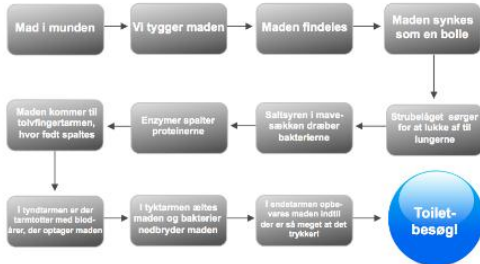 Mad i munden
Vi tygger maden
Maden findeles
Maden synkes
som en bolle
Strubelåget sørger
for at lukke af til
lungerne
Saltsyren i mave-
sækken dræber
bakterierne
Enzymer spalter
proteinerne
Maden kommer til
tolvfingertarmen,
hvor fedt spaltes
I tyndtarmen er der
tarmtotter med blod-
årer, der optager maden
I tyktarmen æltes
maden og bakterier
nedbryder maden
I endetarmen opbe-
vares maden indtil
der er så meget at det
trykker!
Toilet-
besøg!